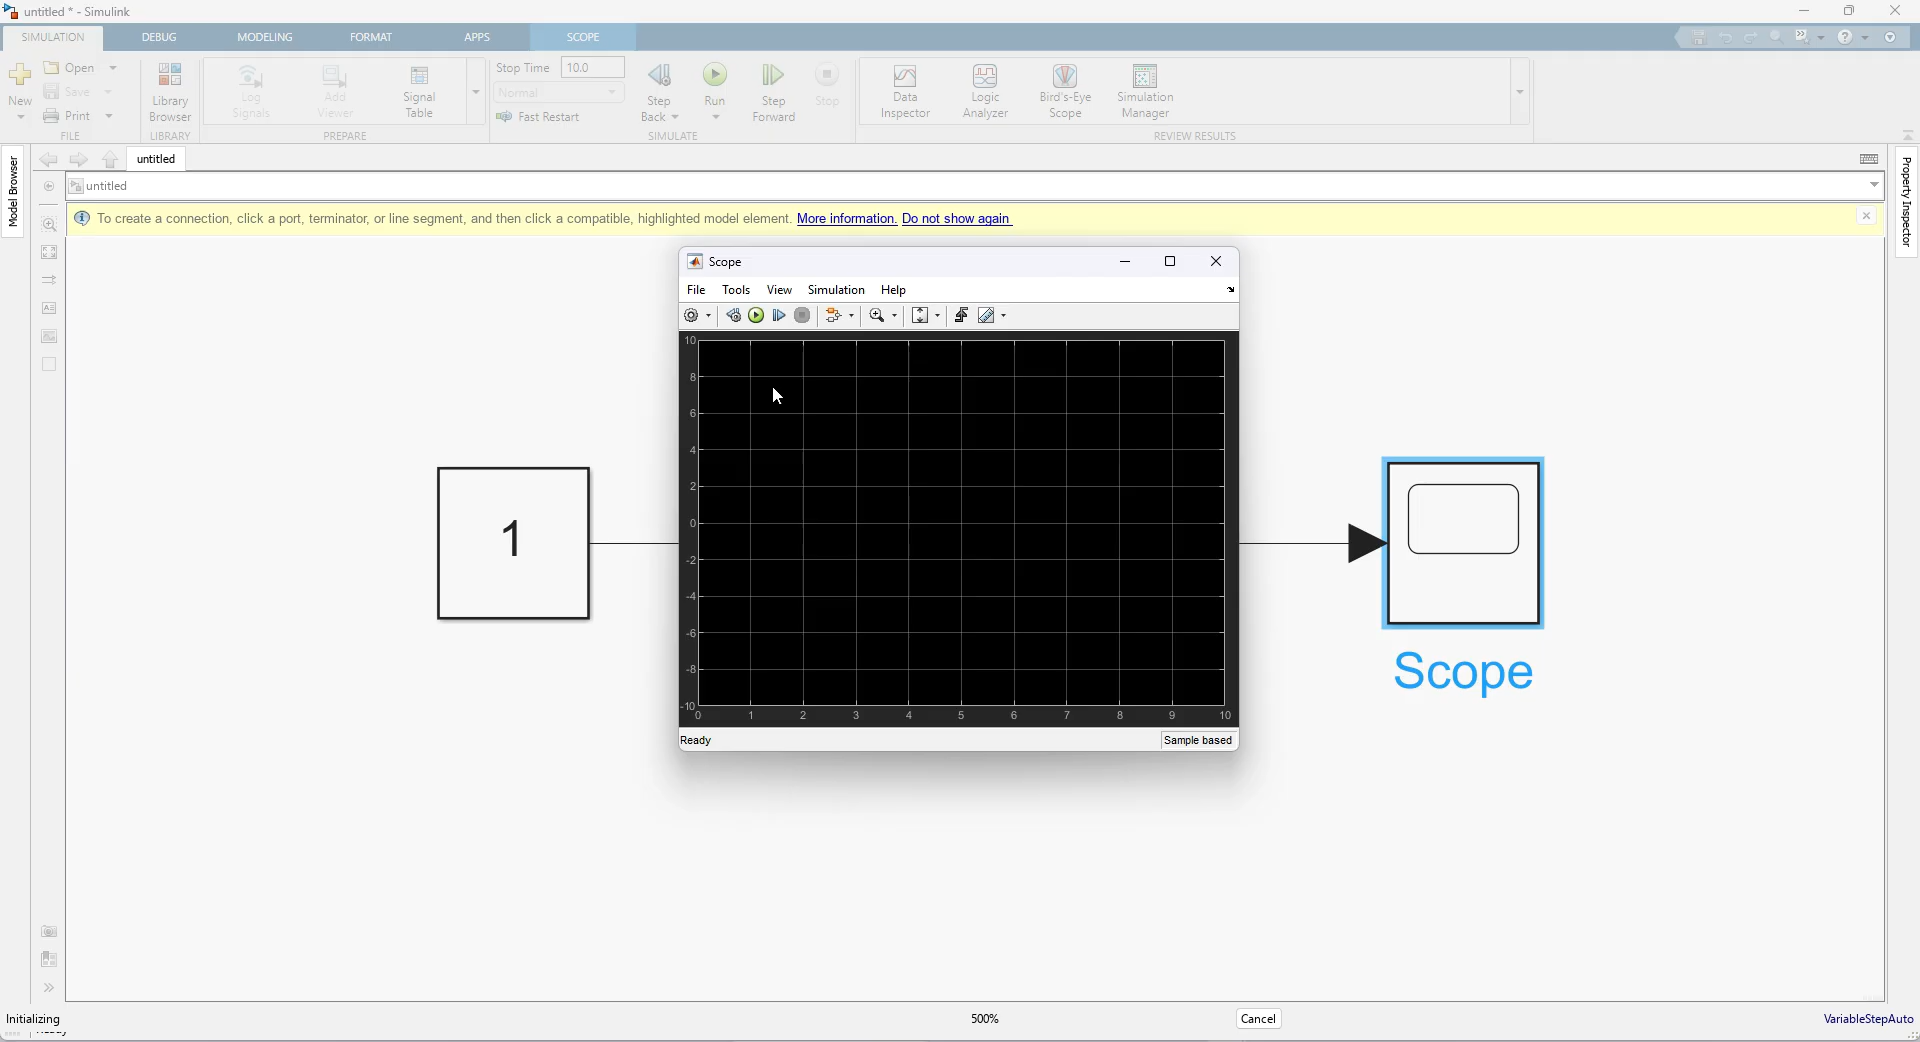 untitled * - Simulink
SIMULATION DEBUG MODELING FORMAT APPS SCOPE
New
Open
Save
Print
FILE
Library
Browser
LIBRARY
Log
Signals
Add
Viewer
Signal
Table
PREPARE
Stop Time 10.0
Normal
Fast Restart
Step
Back
Run
Step
Forward
Stop
SIMULATE
Data
Inspector
Logic
Analyzer
Bird's-Eye
Scope
Simulation
Manager
REVIEW RESULTS
Model Browser
untitled
untitled
Property Inspector
To create a connection, click a port, terminator, or line segment, and then click a compatible, highlighted model element. More information. Do not show again
Scope
File Tools View Simulation Help
10
8
6
4
2
0
-2
-4
-6
-8
-10
0 1 2 3 4 5 6 7 8 9 10
Ready Sample based
1
Scope
Initializing 500% Cancel VariableStepAuto